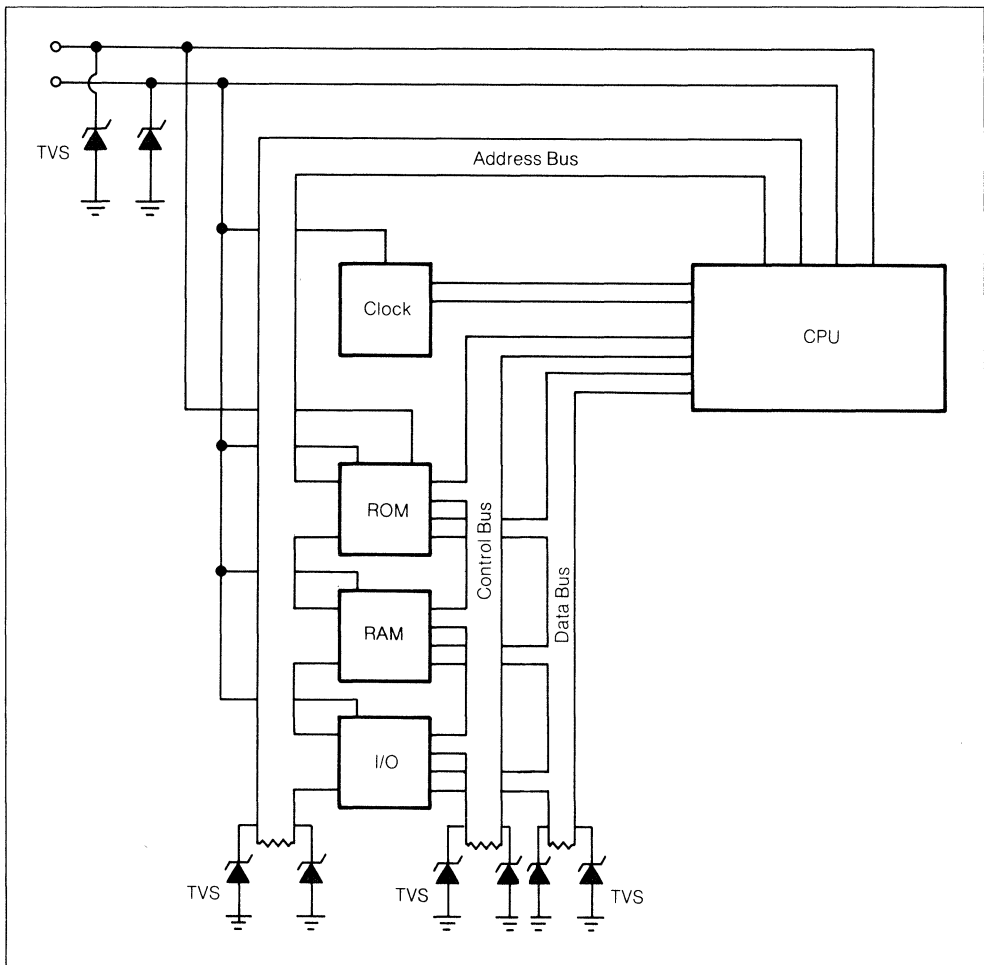 TVS
Address Bus
Clock
CPU
ROM
Control Bus
Data Bus
RAM
I/O
TVS
TVS
TVS